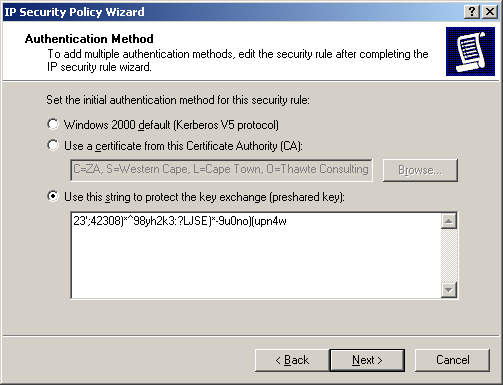 IP Security Policy Wizard
Authentication Method
To add multiple authentication methods, edit the security rule after completing the
IP security rule wizard.
Set the initial authentication method for this security rule:
Windows 2000 default (Kerberos V5 protocol)
Use a certificate from this Certificate Authority (CA):
C=ZA, S=Western Cape, L=Cape Town, O=Thawte Consulting
Browse...
Use this string to protect the key exchange (preshared key):
23';42308)*^98yh2k3:?LJSE)*-9u0no)(upn4w
< Back
Next >
Cancel